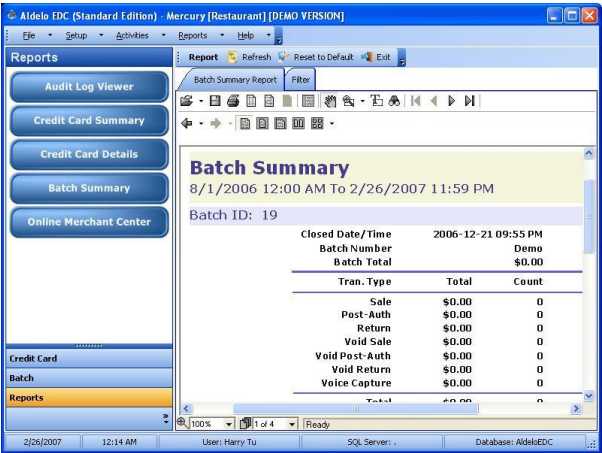 Aldelo EDC (Standard Edition) - Mercury [Restaurant] [DEMO VERSION]
File Setup Activities Reports Help
Reports
Report Refresh Reset to Default Exit
Batch Summary Report Filter
Audit Log Viewer
Credit Card Summary
Credit Card Details
Batch Summary
Online Merchant Center
Batch Summary
8/1/2006 12:00 AM To 2/26/2007 11:59 PM
Batch ID: 19
Closed Date/Time 2006-12-21 09:55 PM
Batch Number Demo
Batch Total $0.00
Tran. Type Total Count
Sale $0.00 0
Post-Auth $0.00 0
Return $0.00 0
Void Sale $0.00 0
Void Post-Auth $0.00 0
Void Return $0.00 0
Voice Capture $0.00 0
Total $0.00 0
Credit Card
Batch
Reports
100% 1 of 4 Ready
2/26/2007 12:14 AM User: Harry Tu SQL Server: . Database: AldeloEDC